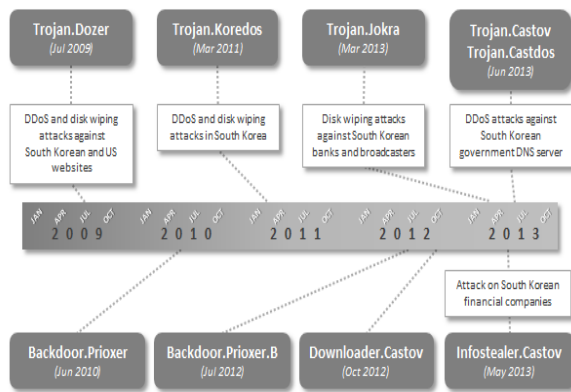 Trojan.Dozer
(Jul 2009)
Trojan.Koredos
(Mar 2011)
Trojan.Jokra
(Mar 2013)
Trojan.Castov
Trojan.Castdos
(Jun 2013)
DDoS and disk wiping
attacks against
South Korean and US
websites
DDoS and disk wiping
attacks in South Korea
Disk wiping attacks
against South Korean
banks and broadcasters
DDoS attacks against
South Korean
government DNS server
JAN APR JUL OCT JAN APR JUL OCT JAN APR JUL OCT JAN APR JUL OCT JAN APR JUL OCT
2009 2010 2011 2012 2013
Attack on South Korean
financial companies
Backdoor.Prioxer
(Jun 2010)
Backdoor.Prioxer.B
(Jul 2012)
Downloader.Castov
(Oct 2012)
Infostealer.Castov
(May 2013)